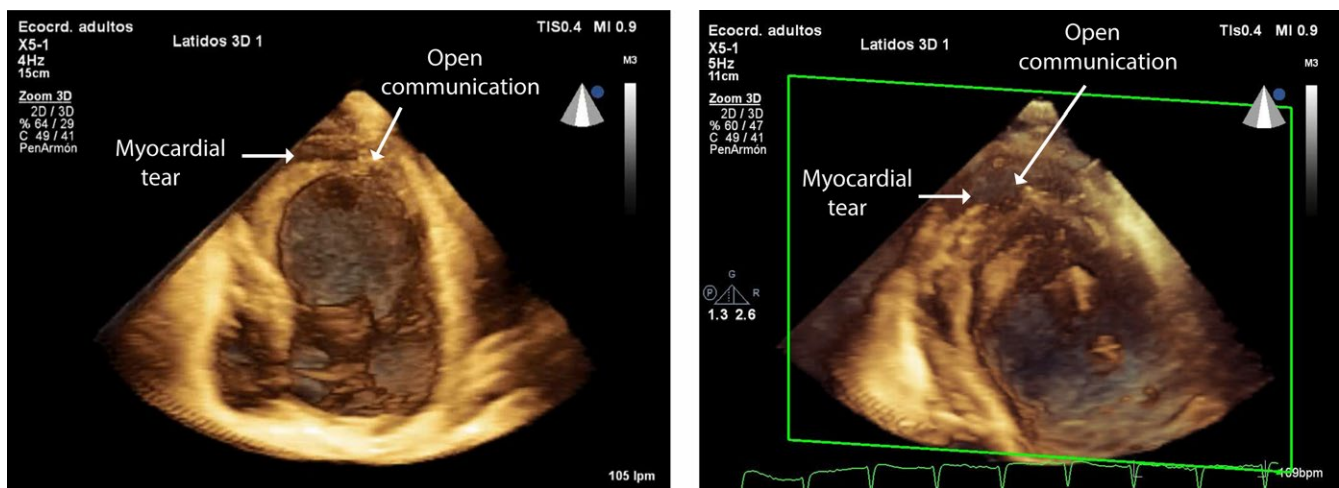 Ecocrd. adultos
X5-1
4Hz
15cm
Zoom 3D
2D / 3D
% 64 / 29
C 49 / 41
PenArmón
Latidos 3D 1
TIS0.4 MI 0.9
M3
Open
communication
Myocardial
tear
105 lpm
Ecocrd. adultos
X5-1
5Hz
11cm
Zoom 3D
2D / 3D
% 60 / 47
C 49 / 41
PenArmón
Latidos 3D 1
TIs0.4 MI 0.9
M3
Open
communication
Myocardial
tear
G
P R
1.3 2.6